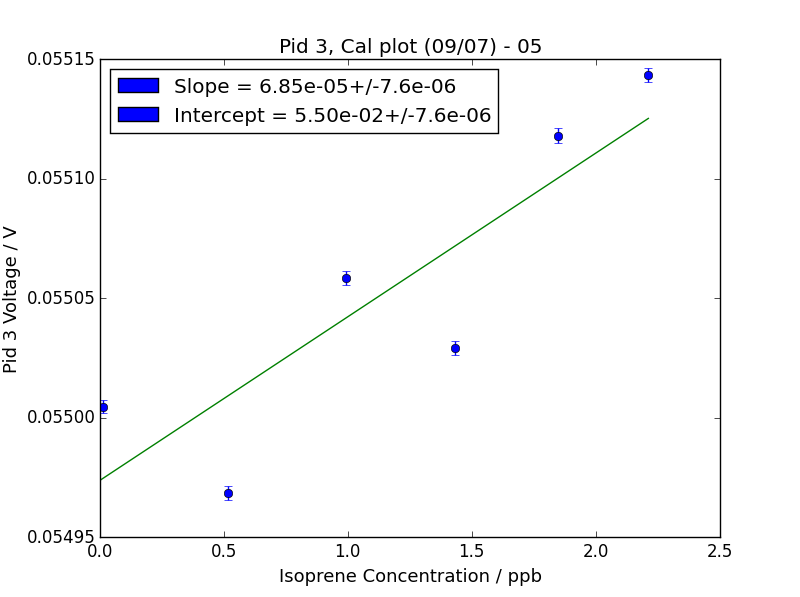 Pid 3, Cal plot (09/07) - 05
Slope = 6.85e-05+/-7.6e-06
Intercept = 5.50e-02+/-7.6e-06
Pid 3 Voltage / V
0.05515
0.05510
0.05505
0.05500
0.05495
0.0 0.5 1.0 1.5 2.0 2.5
Isoprene Concentration / ppb